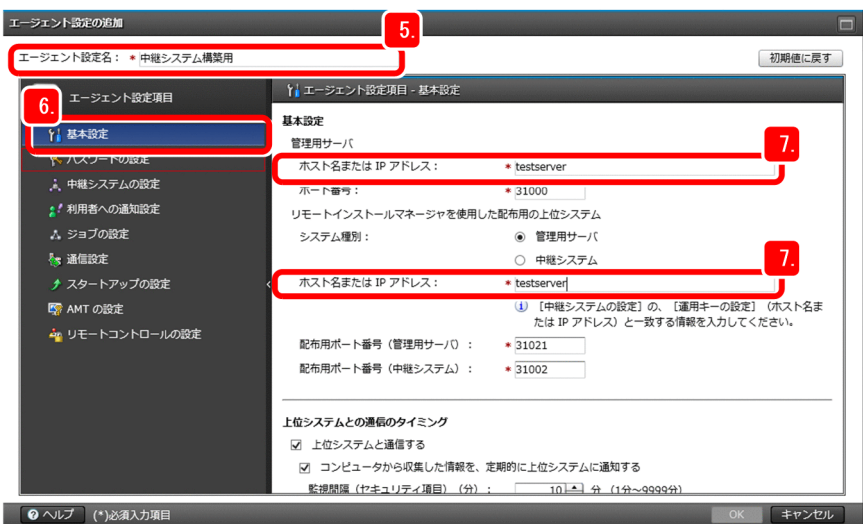 エージェント設定の追加
5.
エージェント設定名： * 中継システム構築用
初期値に戻す
6.
エージェント設定項目
基本設定
パスワードの設定
中継システムの設定
利用者への通知設定
ジョブの設定
通信設定
スタートアップの設定
AMT の設定
リモートコントロールの設定
エージェント設定項目 - 基本設定
基本設定
管理用サーバ
7.
ホスト名または IP アドレス： * testserver
ポート番号： * 31000
リモートインストールマネージャを使用した配布用の上位システム
システム種別： 管理用サーバ
中継システム
7.
ホスト名または IP アドレス： * testserver
［中継システムの設定］の、［運用キーの設定］（ホスト名ま
たは IP アドレス）と一致する情報を入力してください。
配布用ポート番号（管理用サーバ）： * 31021
配布用ポート番号（中継システム）： * 31002
上位システムとの通信のタイミング
上位システムと通信する
コンピュータから収集した情報を、定期的に上位システムに通知する
監視間隔（セキュリティ項目）（分）： 10 分（1分～9999分）
ヘルプ (*)必須入力項目
OK キャンセル